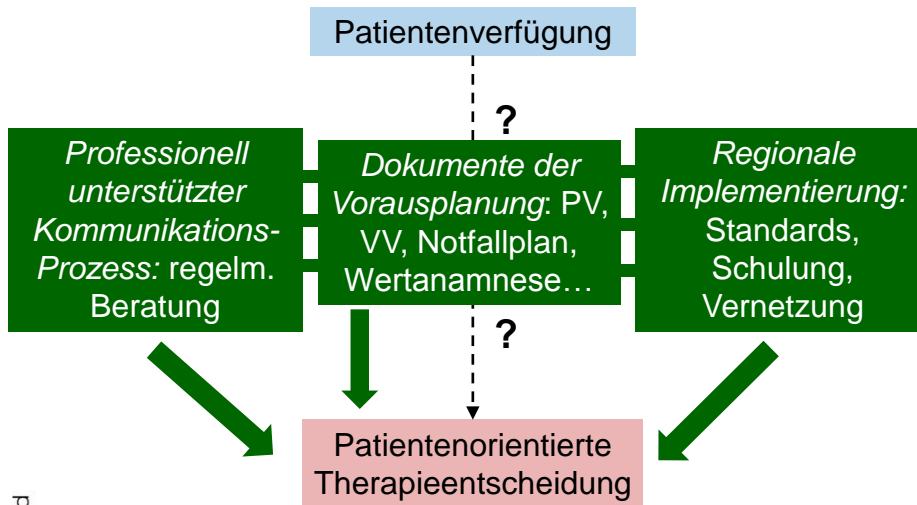 Patientenverfügung
?
Professionell
unterstützter
Kommunikations-
Prozess: regelm.
Beratung
Dokumente der
Vorausplanung: PV,
VV, Notfallplan,
Wertanamnese…
Regionale
Implementierung:
Standards,
Schulung,
Vernetzung
?
Patientenorientierte
Therapieentscheidung